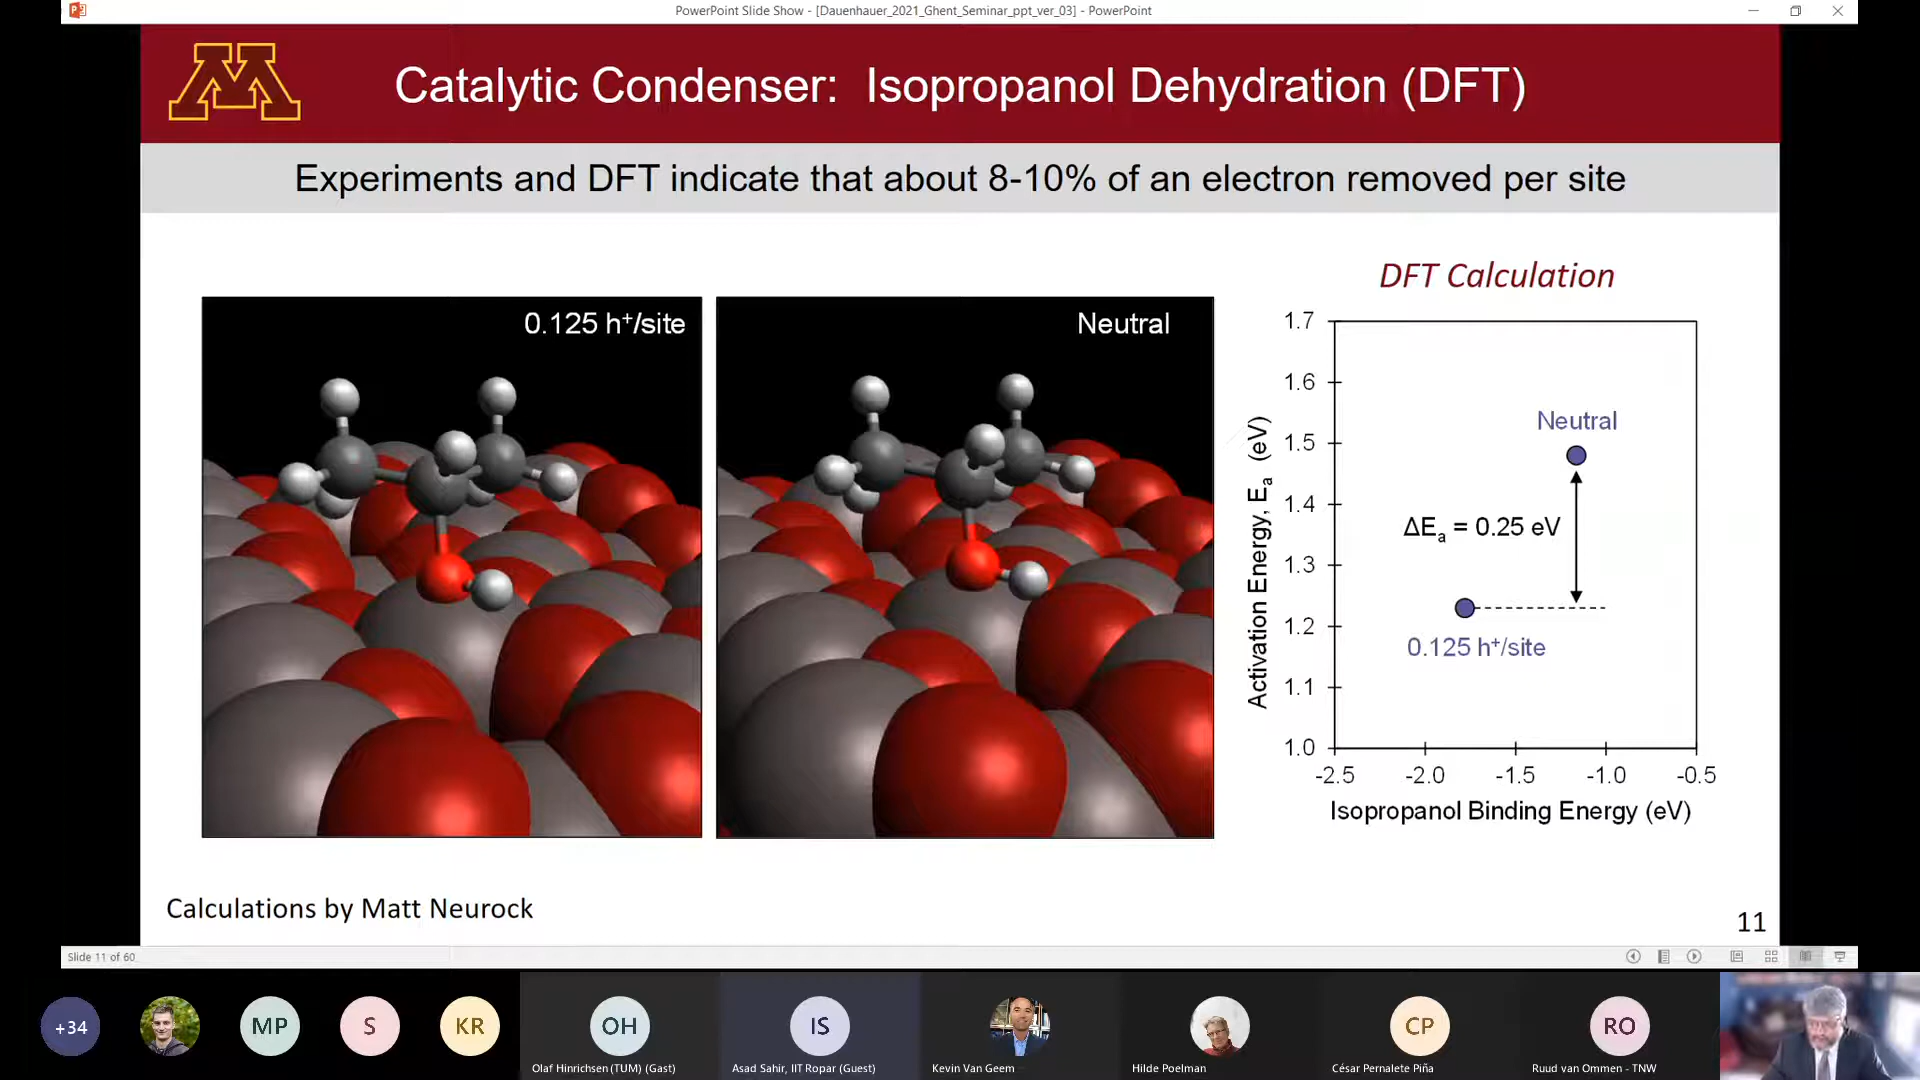 PowerPoint Slide Show - [Dauenhauer_2021_Ghent_Seminar_ppt_ver_03] - PowerPoint
M
Catalytic Condenser: Isopropanol Dehydration (DFT)
Experiments and DFT indicate that about 8-10% of an electron removed per site
0.125 h⁺/site
Neutral
DFT Calculation
1.7
1.6
1.5
1.4
1.3
1.2
1.1
1.0
Activation Energy, Eₐ (eV)
Neutral
ΔEₐ = 0.25 eV
0.125 h⁺/site
-2.5 -2.0 -1.5 -1.0 -0.5
Isopropanol Binding Energy (eV)
Calculations by Matt Neurock
11
Slide 11 of 60
+34
MP
S
KR
OH
IS
CP
RO
Olaf Hinrichsen (TUM) (Gast)
Asad Sahir, IIT Ropar (Guest)
Kevin Van Geem
Hilde Poelman
César Pernalete Piña
Ruud van Ommen - TNW